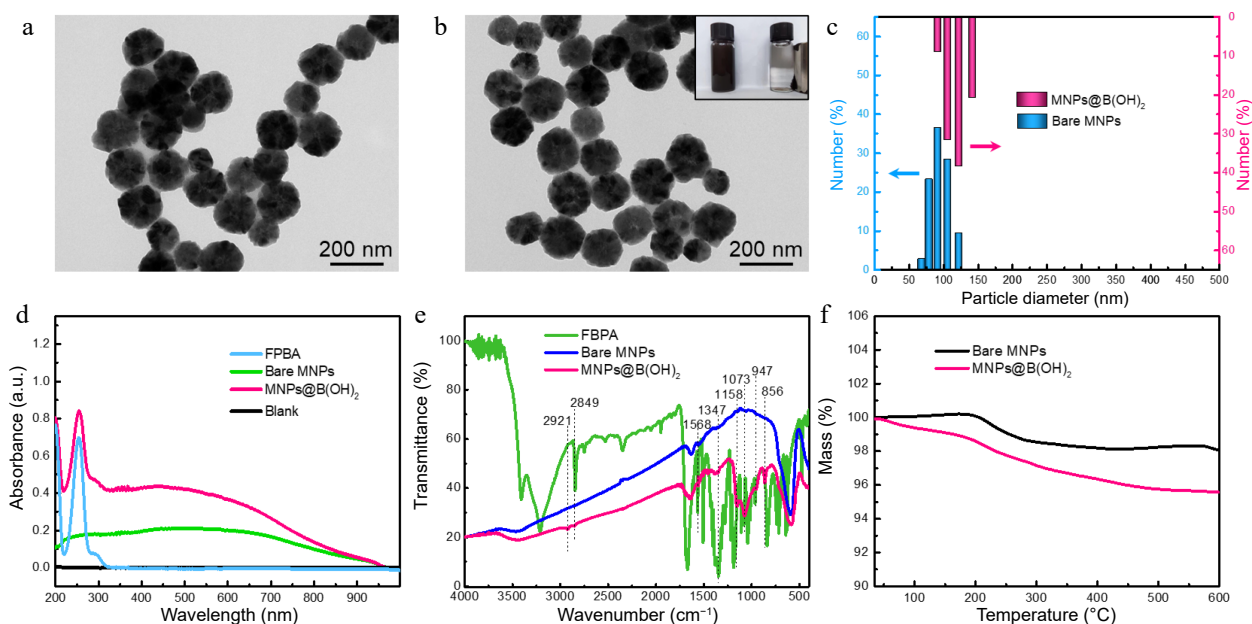 a
200 nm
b
200 nm
c
Number (%)
65
60
50
40
30
20
10
0
0
10
20
30
40
50
60
Number (%)
MNPs@B(OH)₂
Bare MNPs
0 50 100 150 200 250 300 350 400 450 500
Particle diameter (nm)
d
Absorbance (a.u.)
1.2
1.0
0.8
0.6
0.4
0.2
0.0
FPBA
Bare MNPs
MNPs@B(OH)₂
Blank
200 300 400 500 600 700 800 900
Wavelength (nm)
e
Transmittance (%)
100
80
60
40
20
0
FBPA
Bare MNPs
MNPs@B(OH)₂
2921
2849
1568
1347
1158
1073
947
856
4000 3500 3000 2500 2000 1500 1000 500
Wavenumber (cm⁻¹)
f
Mass (%)
106
104
102
100
98
96
94
92
90
Bare MNPs
MNPs@B(OH)₂
100 200 300 400 500 600
Temperature (°C)